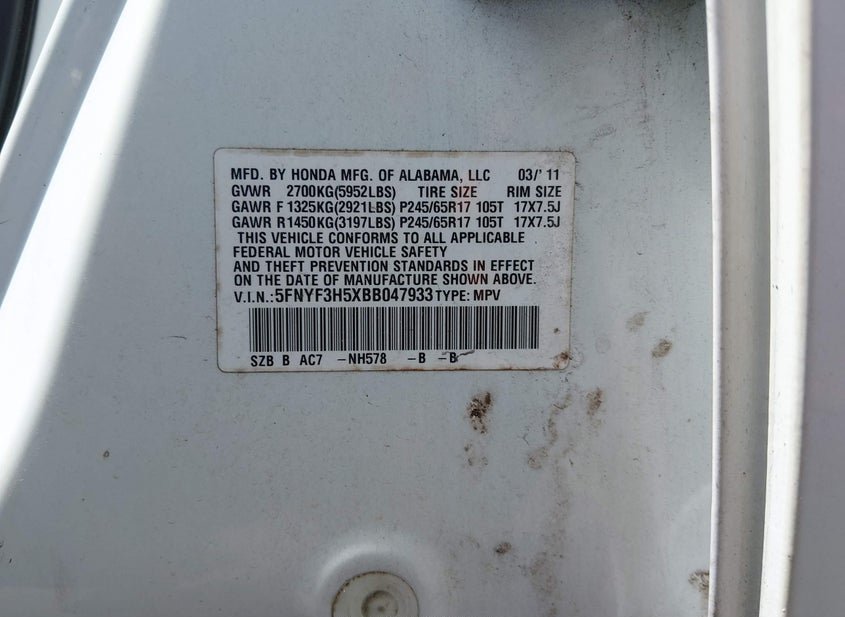 MFD. BY HONDA MFG. OF ALABAMA, LLC 03/'11
GVWR 2700KG(5952LBS) TIRE SIZE RIM SIZE
GAWR F1325KG(2921LBS) P245/65R17 105T 17X7.5J
GAWR R1450KG(3197LBS) P245/65R17 105T 17X7.5J
THIS VEHICLE CONFORMS TO ALL APPLICABLE
FEDERAL MOTOR VEHICLE SAFETY
AND THEFT PREVENTION STANDARDS IN EFFECT
ON THE DATE OF MANUFACTURE SHOWN ABOVE.
V.I.N.:5FNYF3H5XBB047933 TYPE: MPV
SZB B AC7 -NH578 -B -B